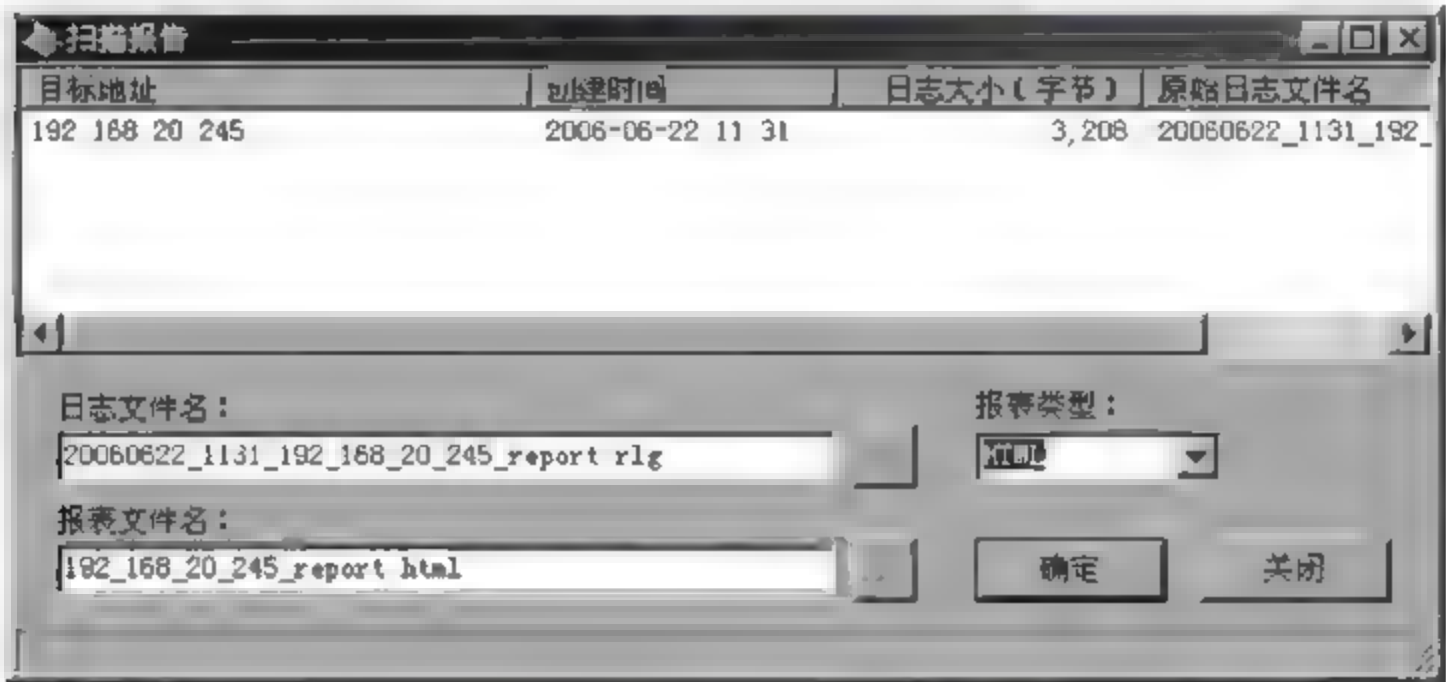 扫描报告
目标地址 创建时间 日志大小(字节) 原始日志文件名
192 168 20 245 2006-06-22 11 31 3,208 20060622_1131_192_
日志文件名:
报表类型:
20060622_1131_192_168_20_245_report rlg
HTML
报表文件名:
192_168_20_245_report html
确定
关闭